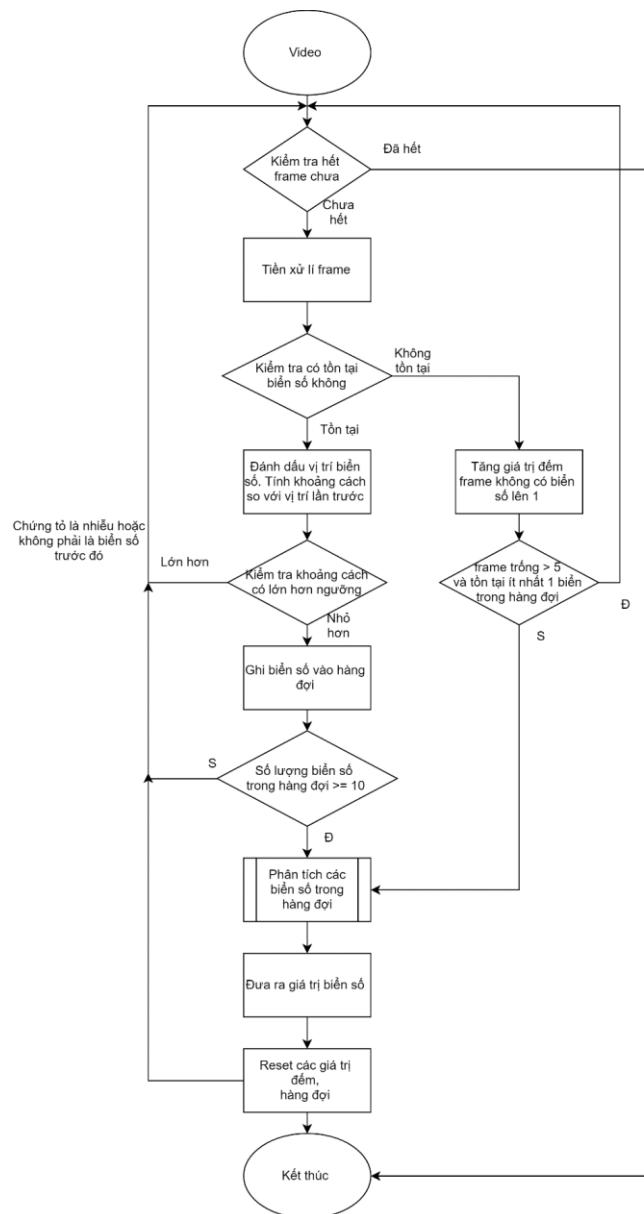 Video
Kiểm tra hết
frame chưa
Đã hết
Chưa
hết
Tiền xử lí frame
Kiểm tra có tồn tại
biển số không
Không
tồn tại
Tồn tại
Đánh dấu vị trí biển
số. Tính khoảng cách
so với vị trí lần trước
Tăng giá trị đếm
frame không có biển
số lên 1
Chứng tỏ là nhiễu hoặc
không phải là biển số
trước đó
Lớn hơn
Kiểm tra khoảng cách
có lớn hơn ngưỡng
frame trống > 5
và tồn tại ít nhất 1 biển
trong hàng đợi
Đ
S
Nhỏ
hơn
Ghi biển số vào hàng
đợi
S
Số lượng biển số
trong hàng đợi >= 10
Đ
Phân tích các
biển số trong
hàng đợi
Đưa ra giá trị biển số
Reset các giá trị
đếm,
hàng đợi
Kết thúc